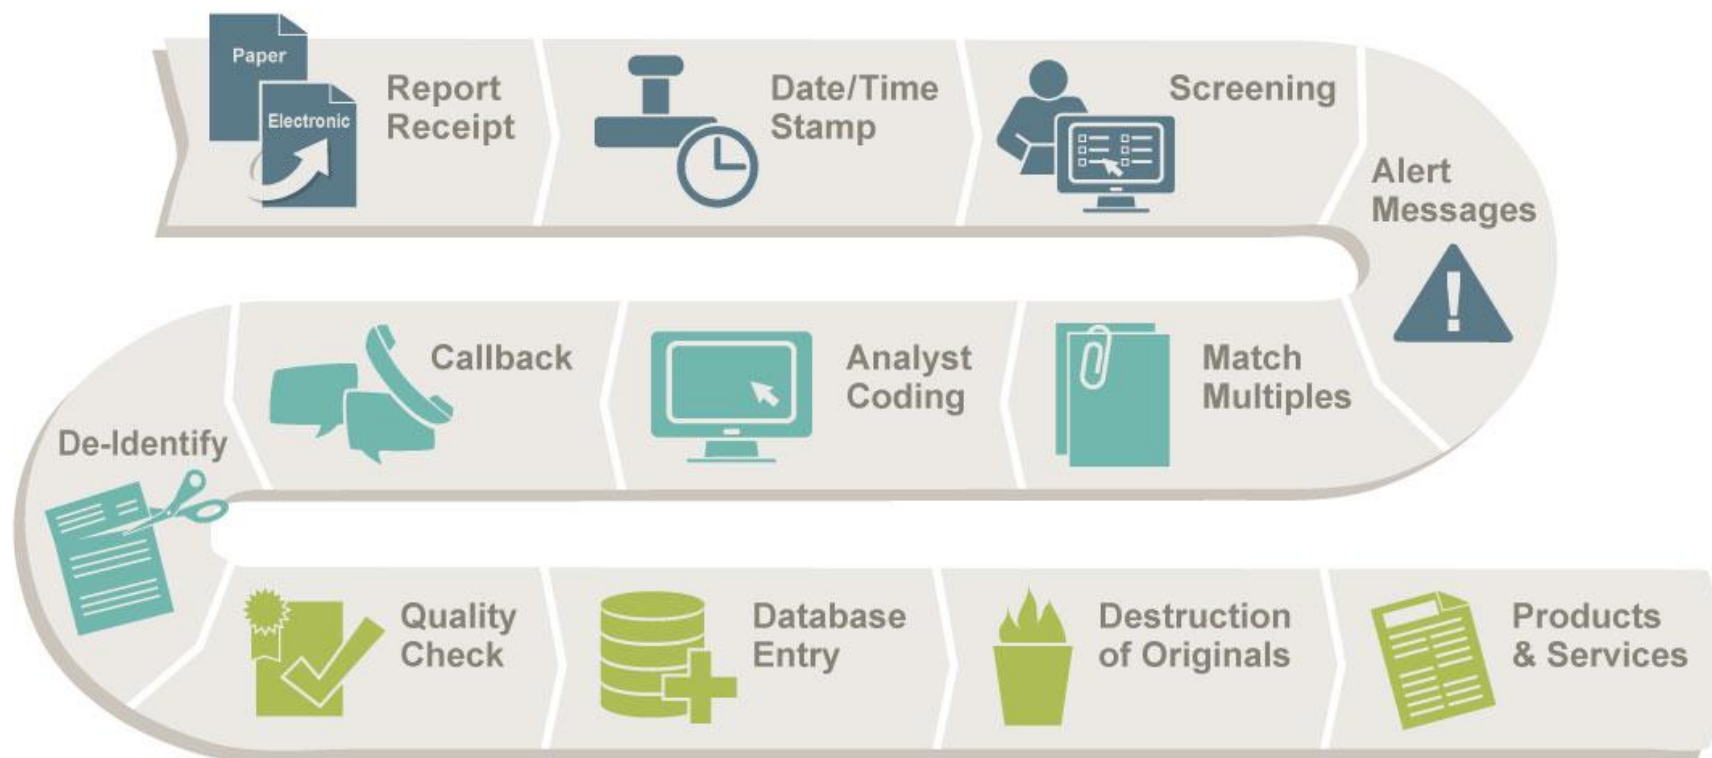 Paper
Electronic
Report
Receipt
Date/Time
Stamp
Screening
Alert
Messages
Match
Multiples
Analyst
Coding
Callback
De-Identify
Quality
Check
Database
Entry
Destruction
of Originals
Products
& Services